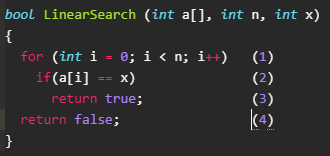 bool LinearSearch (int a[], int n, int x)
{
for (int i = 0; i < n; i++) (1)
if(a[i] == x) (2)
return true; (3)
return false; (4)
}